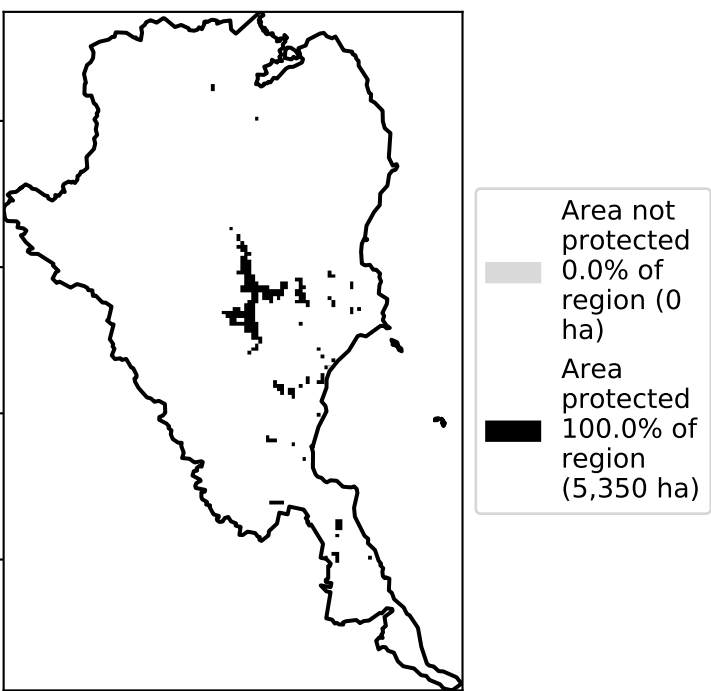 Area not
protected
0.0% of
region (0
ha)
Area
protected
100.0% of
region
(5,350 ha)